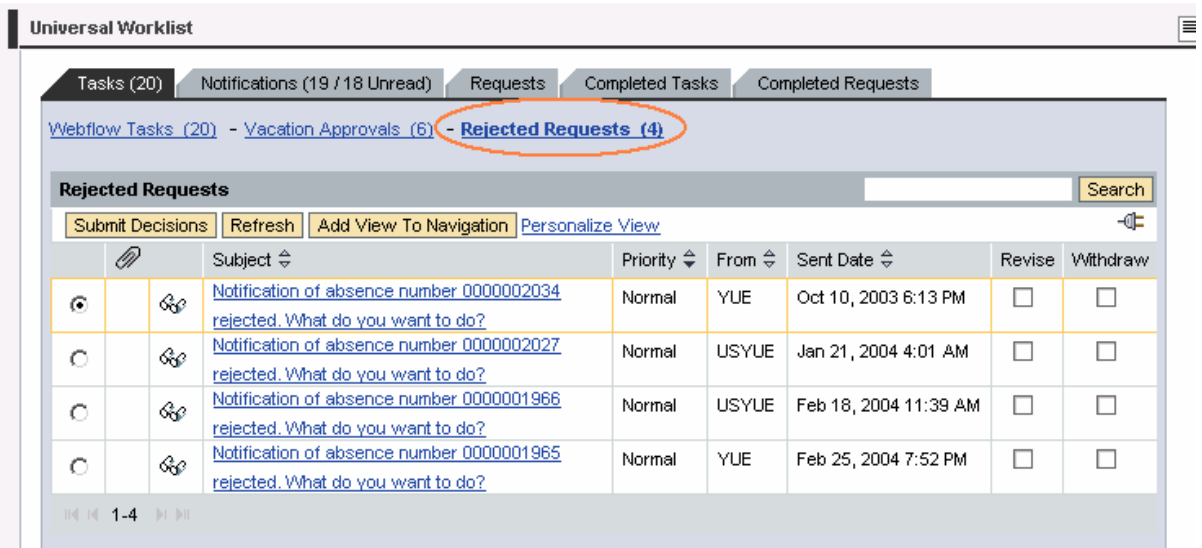 Universal Worklist
Tasks (20) Notifications (19 / 18 Unread) Requests Completed Tasks Completed Requests
Webflow Tasks (20) - Vacation Approvals (6) - Rejected Requests (4)
Rejected Requests Search
Submit Decisions Refresh Add View To Navigation Personalize View
Subject Priority From Sent Date Revise Withdraw
Notification of absence number 0000002034 Normal YUE Oct 10, 2003 6:13 PM
rejected. What do you want to do?
Notification of absence number 0000002027 Normal USYUE Jan 21, 2004 4:01 AM
rejected. What do you want to do?
Notification of absence number 0000001966 Normal USYUE Feb 18, 2004 11:39 AM
rejected. What do you want to do?
Notification of absence number 0000001965 Normal YUE Feb 25, 2004 7:52 PM
rejected. What do you want to do?
1-4